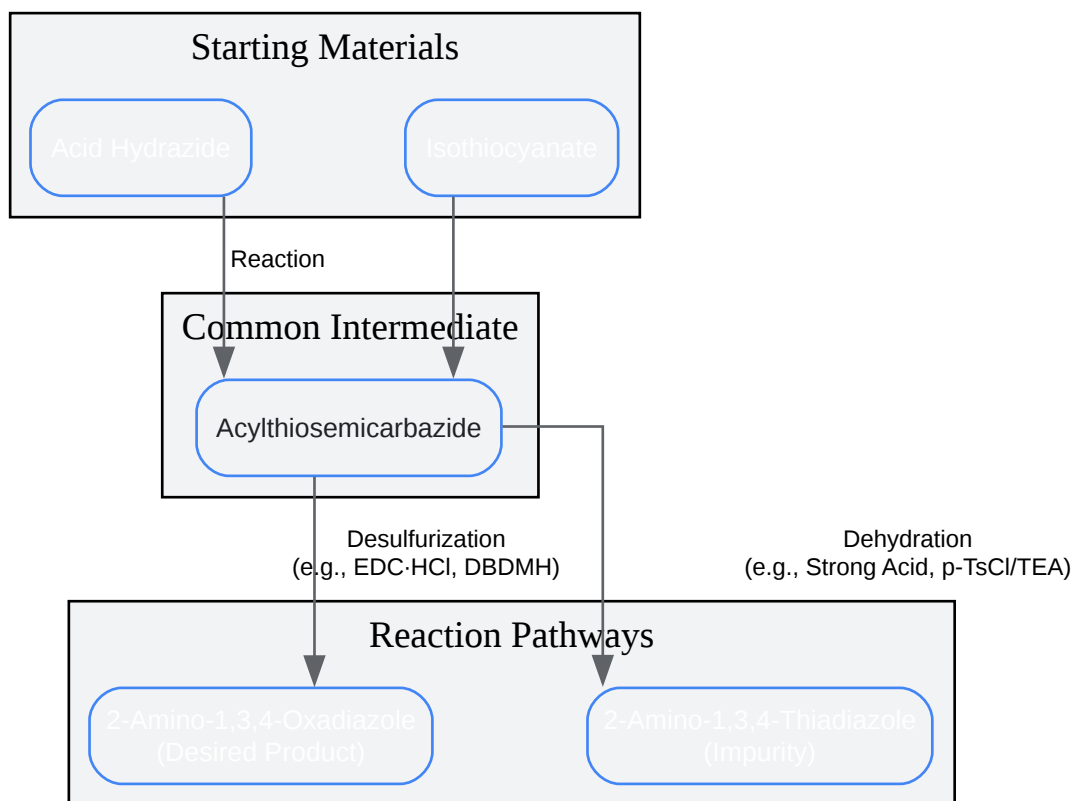 Starting Materials
Acid Hydrazide
Isothiocyanate
Reaction
Common Intermediate
Acylthiosemicarbazide
Desulfurization
(e.g., EDC·HCl, DBDMH)
Dehydration
(e.g., Strong Acid, p-TsCl/TEA)
Reaction Pathways
2-Amino-1,3,4-Oxadiazole
(Desired Product)
2-Amino-1,3,4-Thiadiazole
(Impurity)